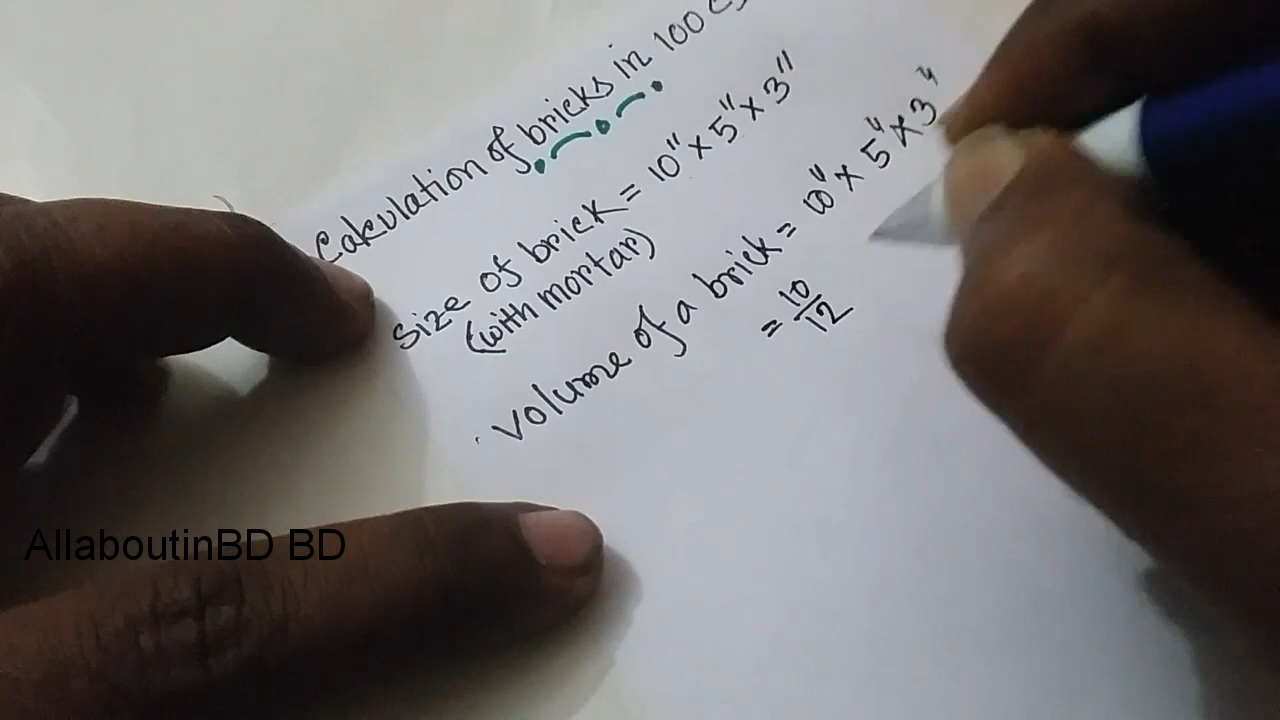 Calculation of bricks in 100
Size of brick = 10" × 5" × 3"
(with mortar)
Volume of a brick = 10" × 5" × 3"
= 10/12
AllaboutinBD BD